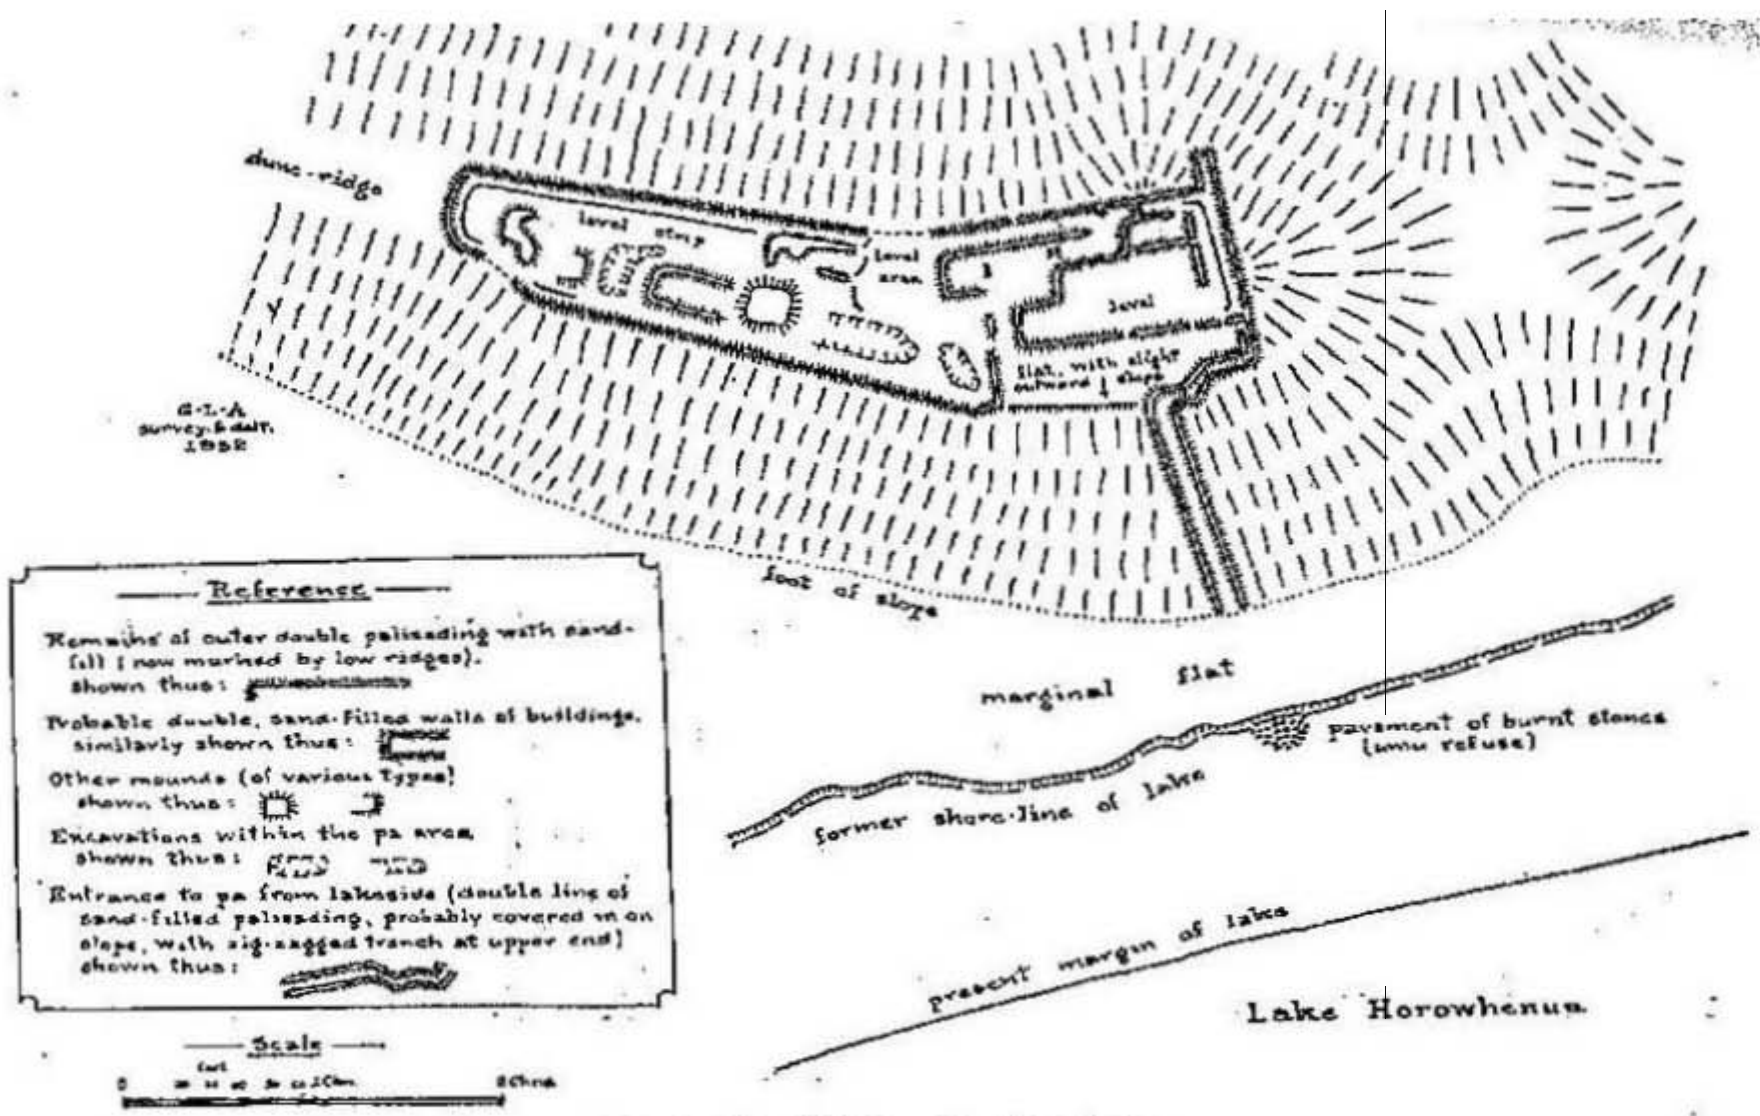 dune-ridge
level strip
level
area
level
flat, with slight
outward slope
G.L.A
survey. & delt.
1932
foot of slope
marginal flat
pavement of burnt stones
(umu refuse)
former shore-line of lake
present margin of lake
Lake Horowhenua
Reference
Remains of outer double palisading with sand-
fill (now marked by low ridges).
shown thus:
Probable double, sand-filled walls of buildings,
similarly shown thus:
Other mounds (of various types)
shown thus:
Excavations within the pa area,
shown thus:
Entrance to pa from lakeside (double line of
sand-filled palisading, probably covered in on
slope, with zig-zagged trench at upper end)
shown thus:
Scale
feet
0
2 Chns